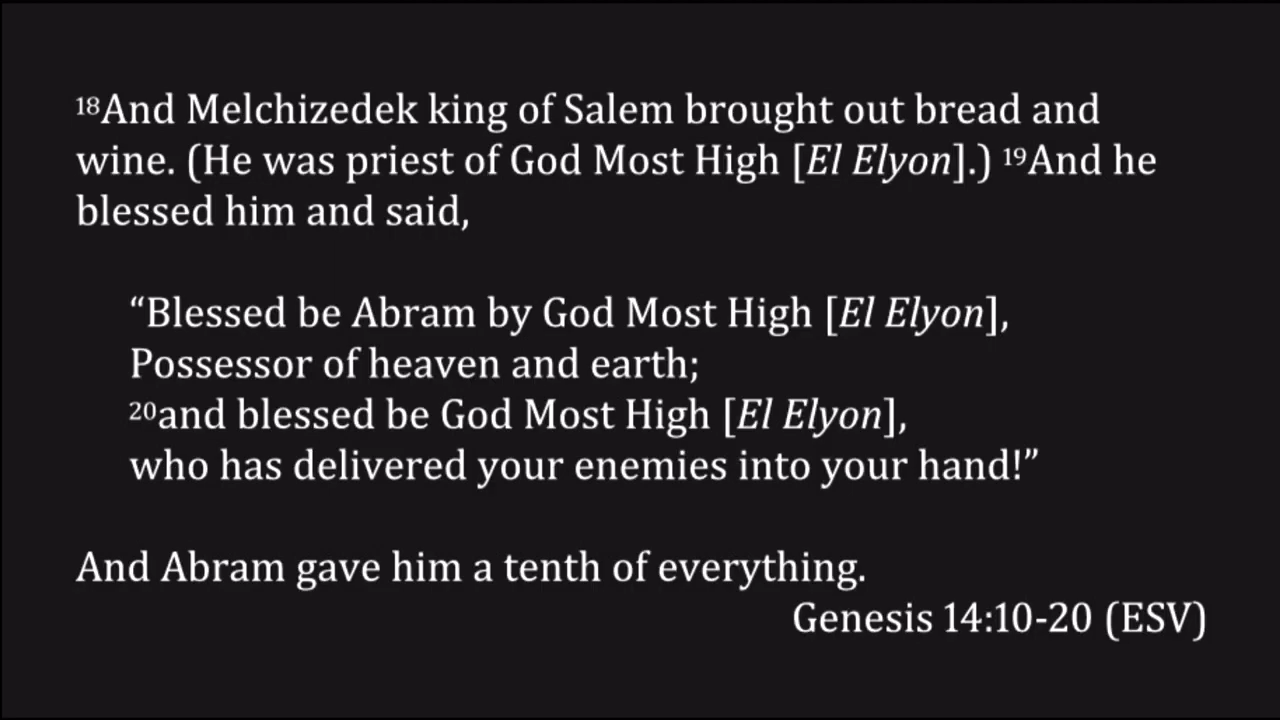 18And Melchizedek king of Salem brought out bread and
wine. (He was priest of God Most High [El Elyon].) 19And he
blessed him and said,
“Blessed be Abram by God Most High [El Elyon],
Possessor of heaven and earth;
20and blessed be God Most High [El Elyon],
who has delivered your enemies into your hand!”
And Abram gave him a tenth of everything.
Genesis 14:10-20 (ESV)